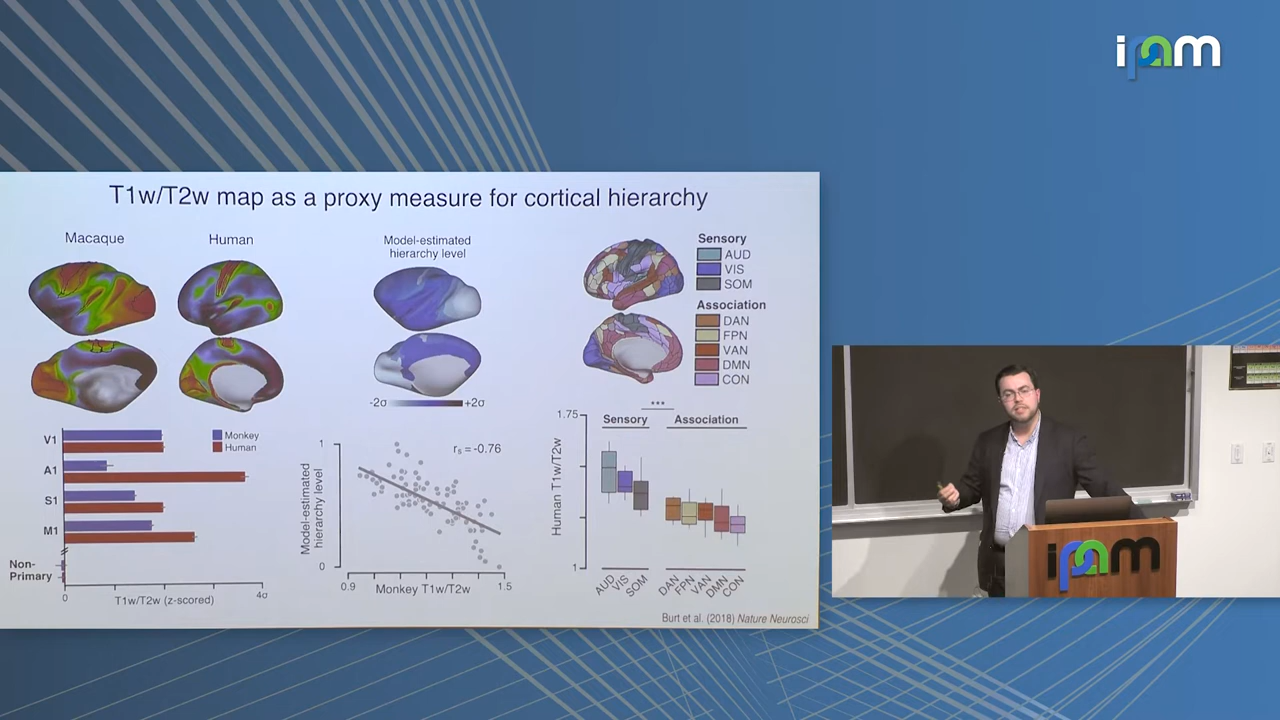 ipam
T1w/T2w map as a proxy measure for cortical hierarchy
Macaque
Human
V1
A1
S1
M1
Non-
Primary
Monkey
Human
0
4σ
T1w/T2w (z-scored)
Model-estimated
hierarchy level
-2σ
+2σ
Model-estimated
hierarchy level
1
0
rs = -0.76
0.9
1.5
Monkey T1w/T2w
Sensory
AUD
VIS
SOM
Association
DAN
FPN
VAN
DMN
CON
***
Sensory
Association
1.75
1
Human T1w/T2w
AUD
VIS
SOM
DAN
FPN
VAN
DMN
CON
Burt et al. (2018) Nature Neurosci
ipam